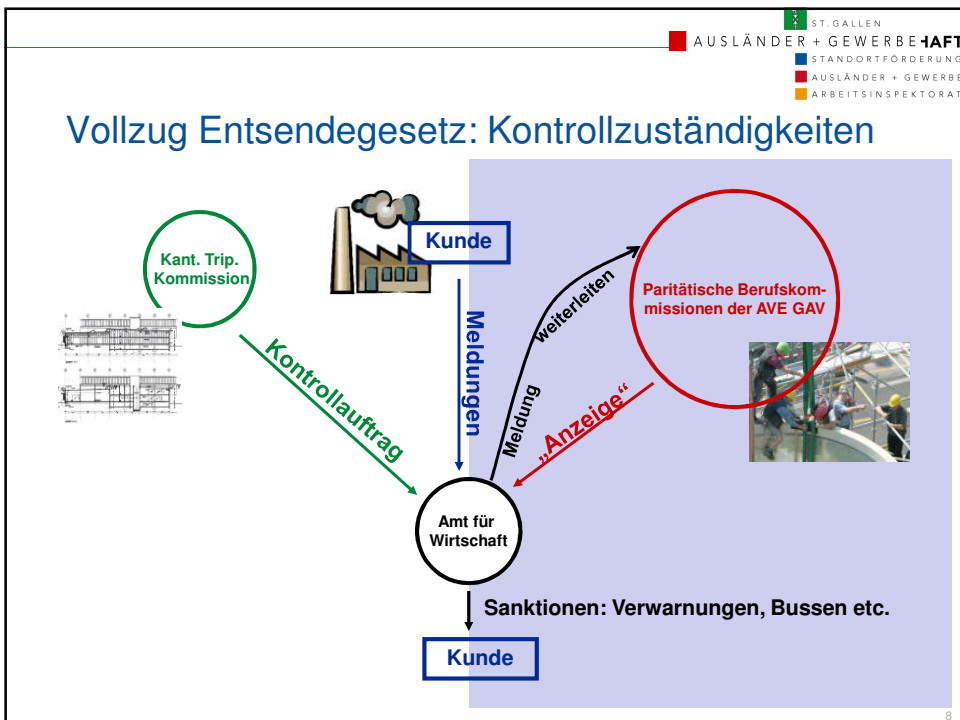 ST.GALLEN
AUSLÄNDER + GEWERBE HAFT
STANDORTFÖRDERUNG
AUSLÄNDER + GEWERBE
ARBEITSINSPEKTORAT
Vollzug Entsendegesetz: Kontrollzuständigkeiten
Kant. Trip.
Kommission
Kunde
Paritätische Berufskom-
missionen der AVE GAV
Kontrollauftrag
Meldungen
Meldung
weiterleiten
„Anzeige“
Amt für
Wirtschaft
Sanktionen: Verwarnungen, Bussen etc.
Kunde
8